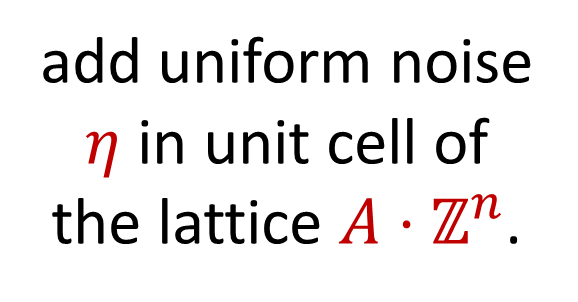 add uniform noise
η in unit cell of
the lattice A · ℤⁿ.